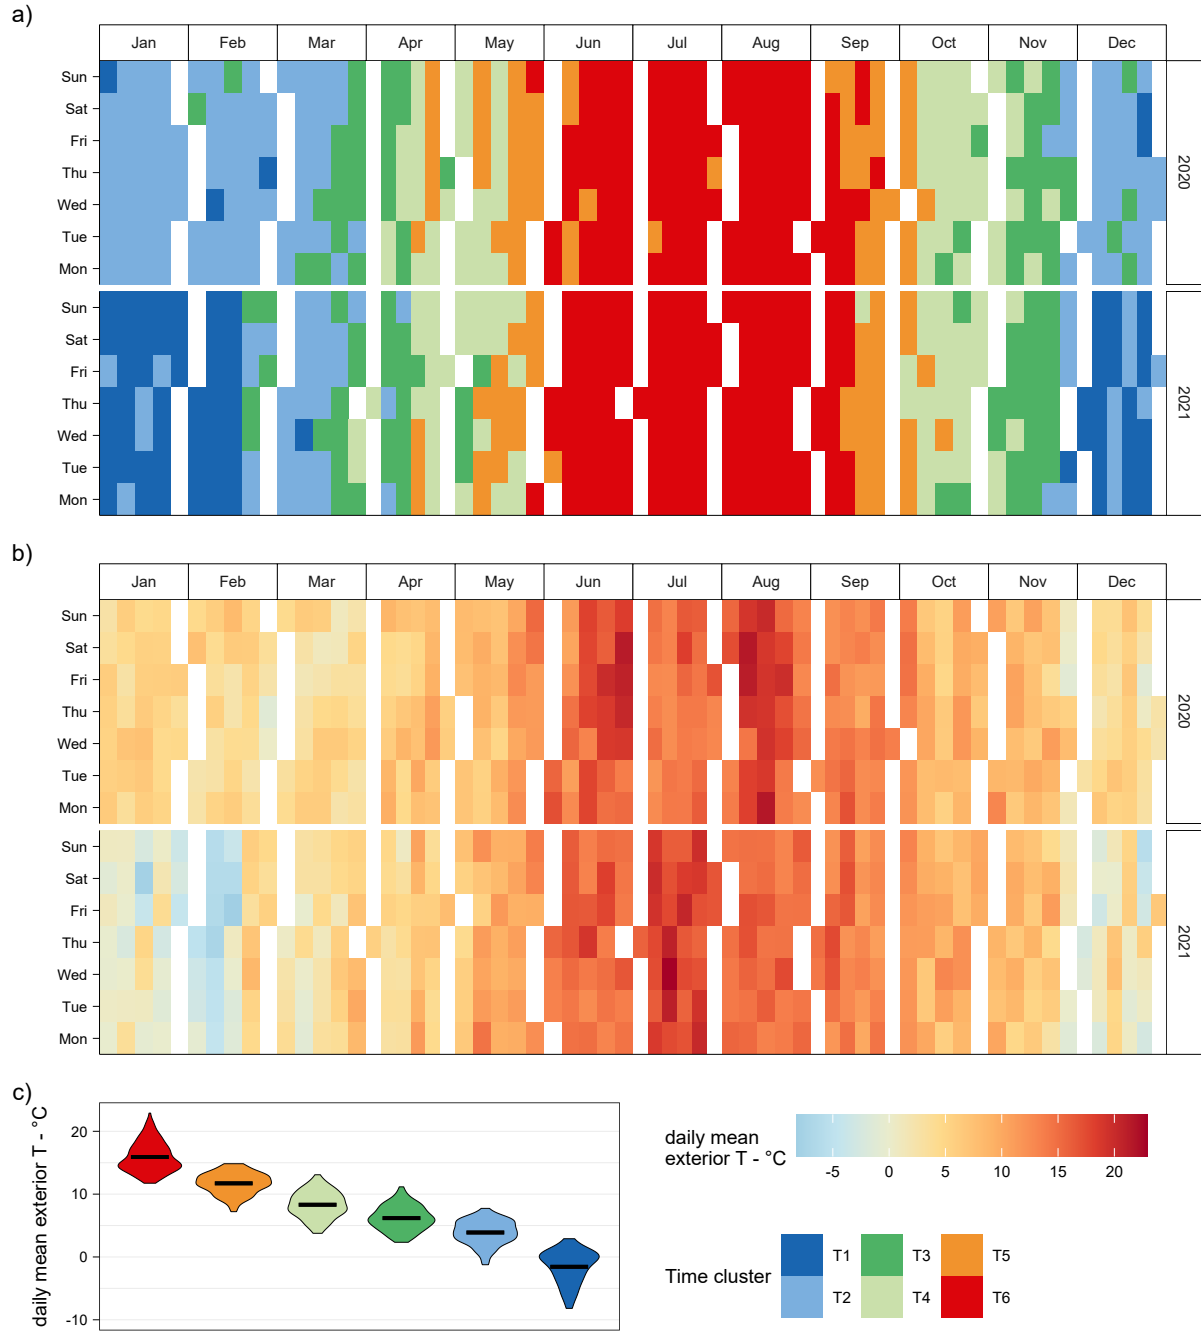 a)
Jan Feb Mar Apr May Jun Jul Aug Sep Oct Nov Dec
Sun
Sat
Fri
Thu
Wed
Tue
Mon
2020
Sun
Sat
Fri
Thu
Wed
Tue
Mon
2021
b)
Jan Feb Mar Apr May Jun Jul Aug Sep Oct Nov Dec
Sun
Sat
Fri
Thu
Wed
Tue
Mon
2020
Sun
Sat
Fri
Thu
Wed
Tue
Mon
2021
c)
daily mean exterior T - °C
20
10
0
-10
daily mean
exterior T - °C
-5 0 5 10 15 20
Time cluster
T1 T3 T5
T2 T4 T6